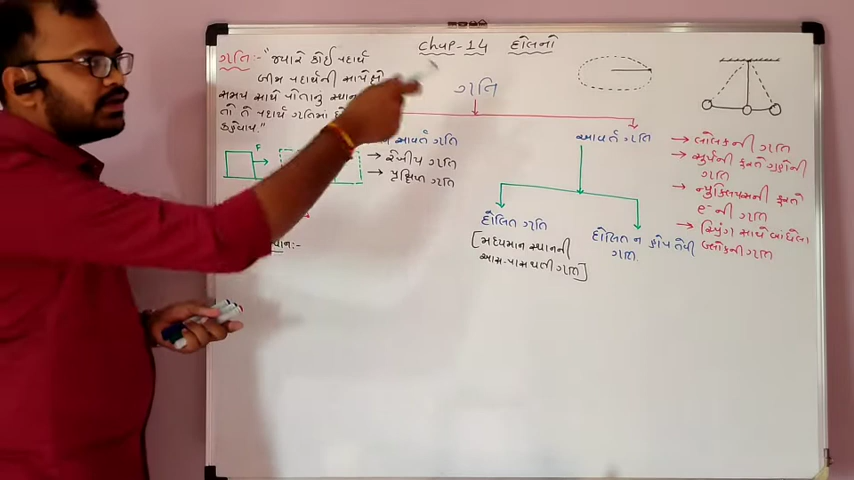 Chap-14 દોલનો
ગતિ:- "જ્યારે કોઈ પદાર્થ
બીજા પદાર્થની સાપેક્ષે
સમય સાથે પોતાનું સ્થાન
તો તે પદાર્થ ગતિમાં છે
કહેવાય."
ગતિ
F
આવર્ત ગતિ
→ રેખીય ગતિ
→ પ્રક્ષિપ્ત ગતિ
સ્થાન:-
આવર્ત ગતિ
→ લોલકની ગતિ
→ સૂર્યની ફરતે ગ્રહોની
ગતિ
→ ન્યુક્લિયસની ફરતે
e⁻ની ગતિ
→ સ્પ્રિંગ સાથે બાંધેલા
બ્લોકની ગતિ
દોલિત ગતિ
[મધ્યમાન સ્થાનની
આસ-પાસ થતી ગતિ]
દોલિત ન હોય તેવી
ગતિ